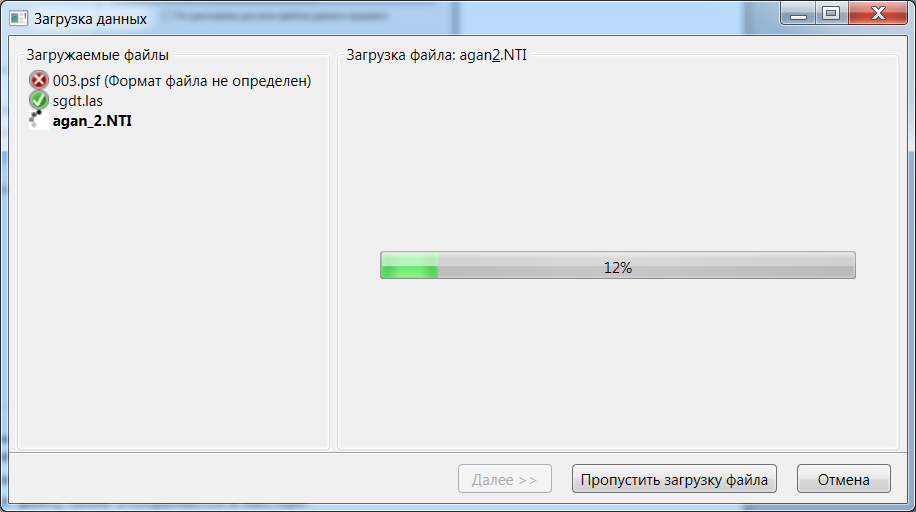 Загрузка данных
Загружаемые файлы
003.psf (Формат файла не определен)
sgdt.las
agan_2.NTI
Загрузка файла: agan2.NTI
12%
Далее >>
Пропустить загрузку файла
Отмена